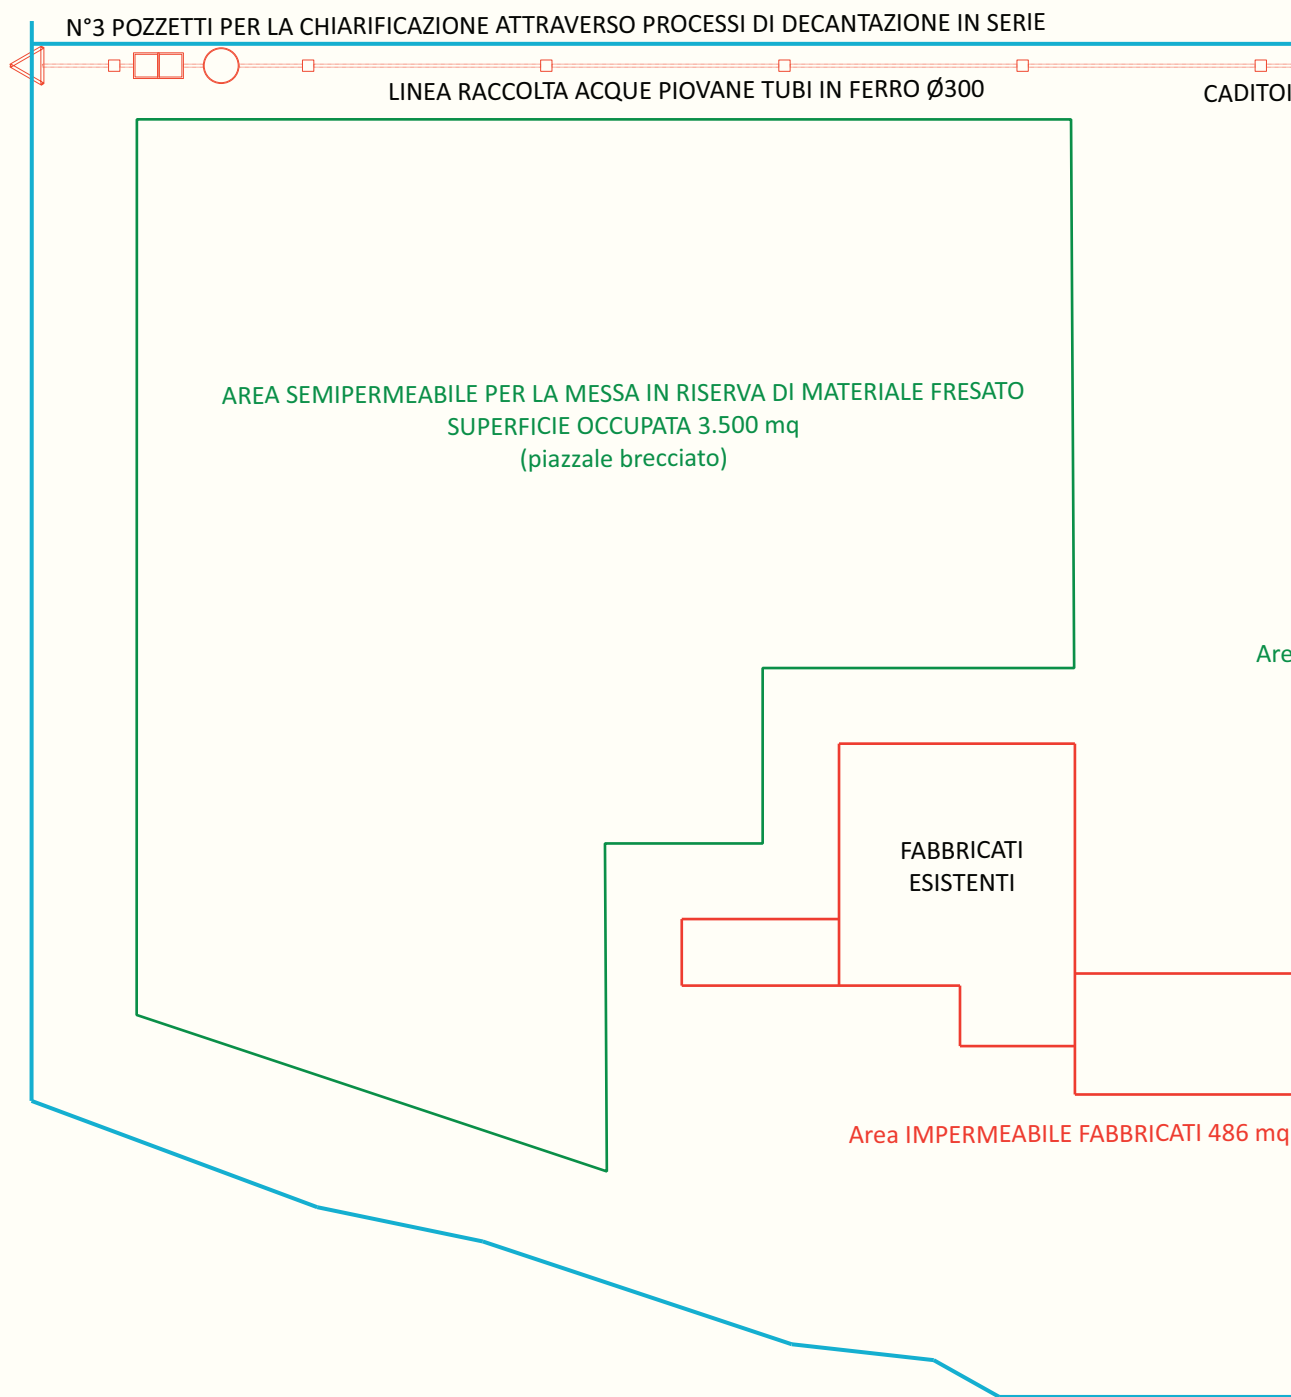 N°3 POZZETTI PER LA CHIARIFICAZIONE ATTRAVERSO PROCESSI DI DECANTAZIONE IN SERIE
LINEA RACCOLTA ACQUE PIOVANE TUBI IN FERRO Ø300
CADITOI
AREA SEMIPERMEABILE PER LA MESSA IN RISERVA DI MATERIALE FRESATO
SUPERFICIE OCCUPATA 3.500 mq
(piazzale brecciato)
Are
FABBRICATI
ESISTENTI
Area IMPERMEABILE FABBRICATI 486 mq